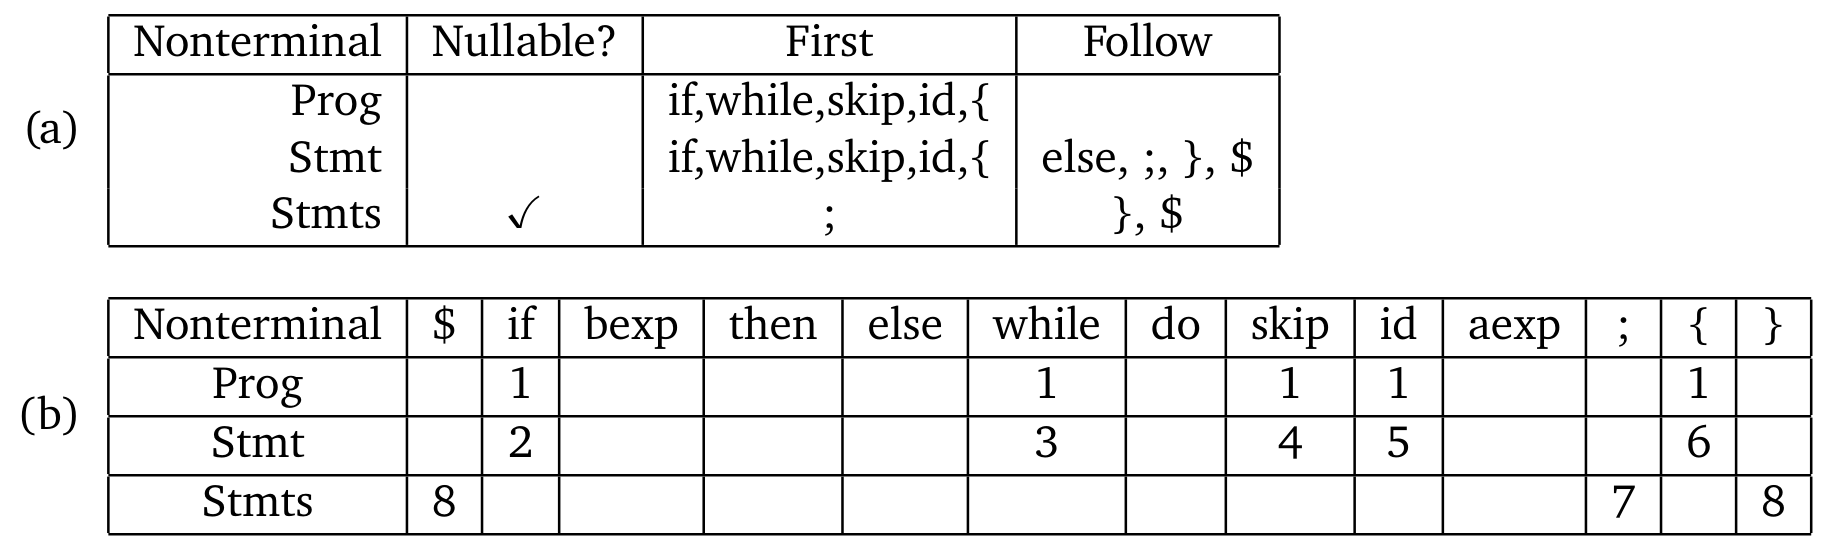 Nonterminal Nullable? First Follow
Prog if,while,skip,id,{
(a)
Stmt if,while,skip,id,{ else, ;, }, $
Stmts ✓ ; }, $
Nonterminal $ if bexp then else while do skip id aexp ; { }
Prog 1 1 1 1 1
(b)
Stmt 2 3 4 5 6
Stmts 8 7 8